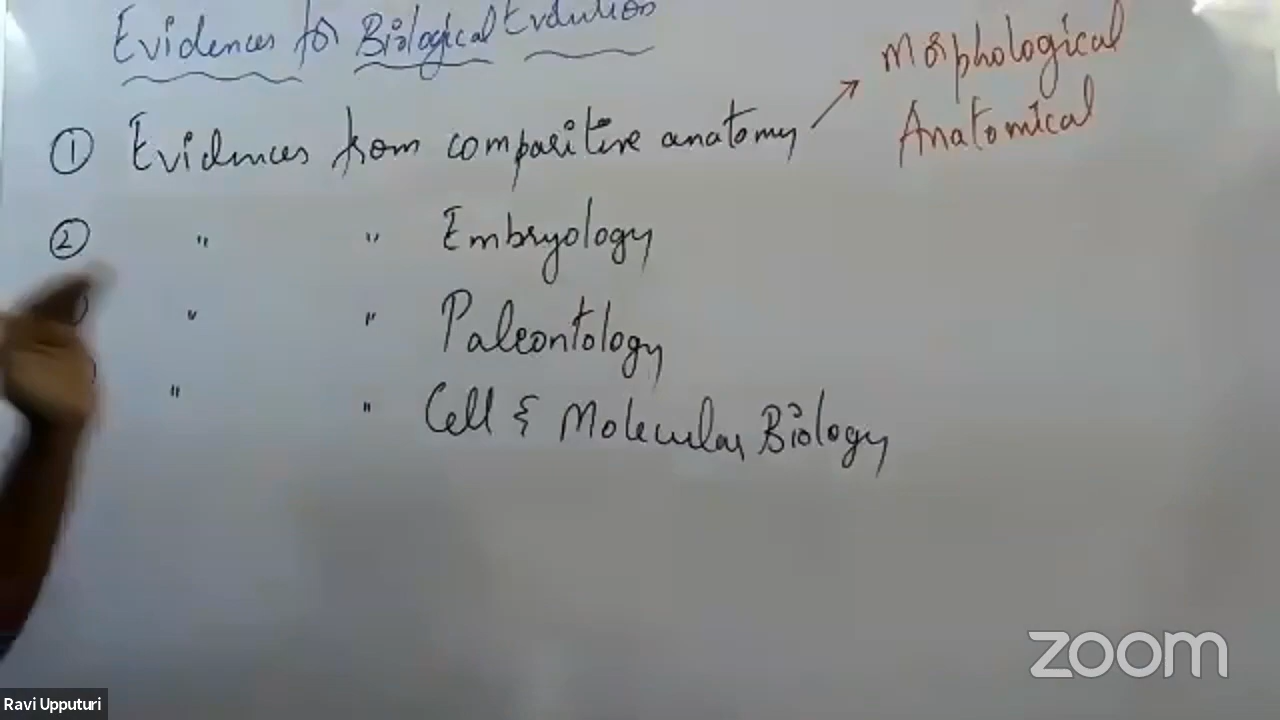 Evidences for Biological Evolution
① Evidences from comparitive anatomy
Morphological
Anatomical
② " " Embryology
" " Paleontology
" " Cell & Molecular Biology
zoom
Ravi Upputuri